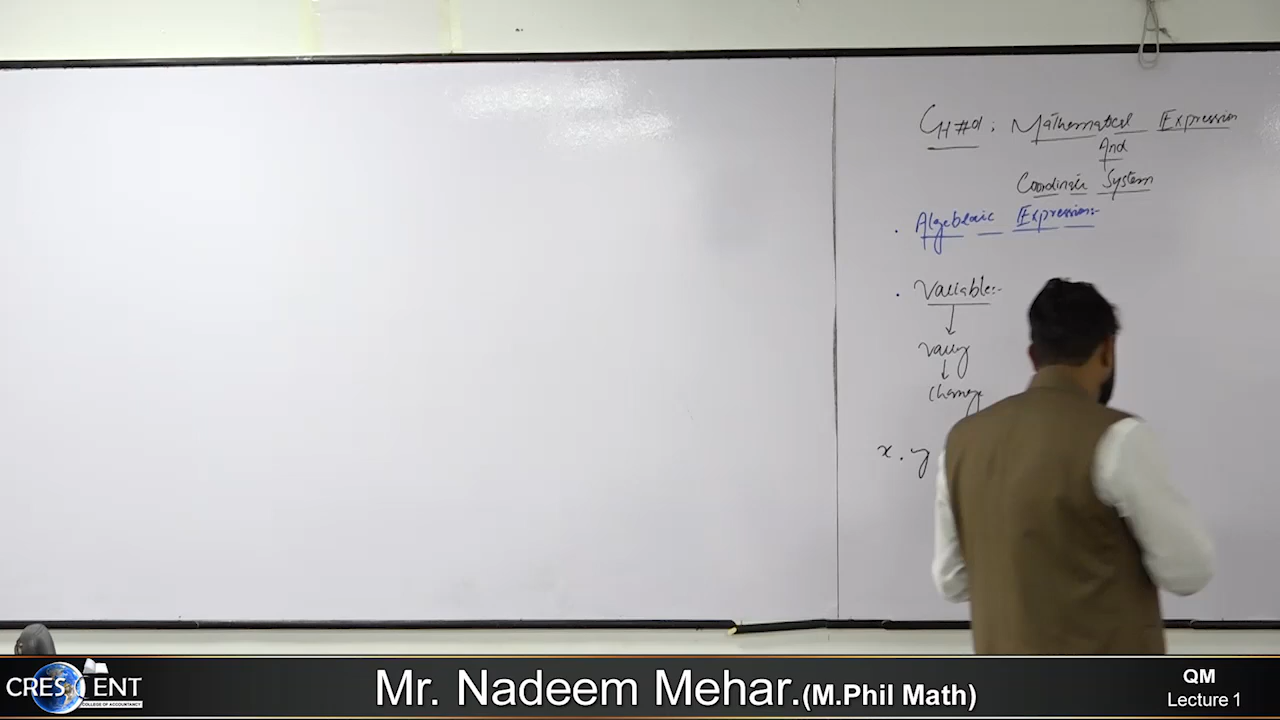 CH#01: Mathematical Expression
And
Coordinate System
. Algebraic Expression:-
. Variable:-
Vary
Change
x, y
CRESCENT
COLLEGE OF ACCOUNTANCY
Mr. Nadeem Mehar.(M.Phil Math)
QM
Lecture 1